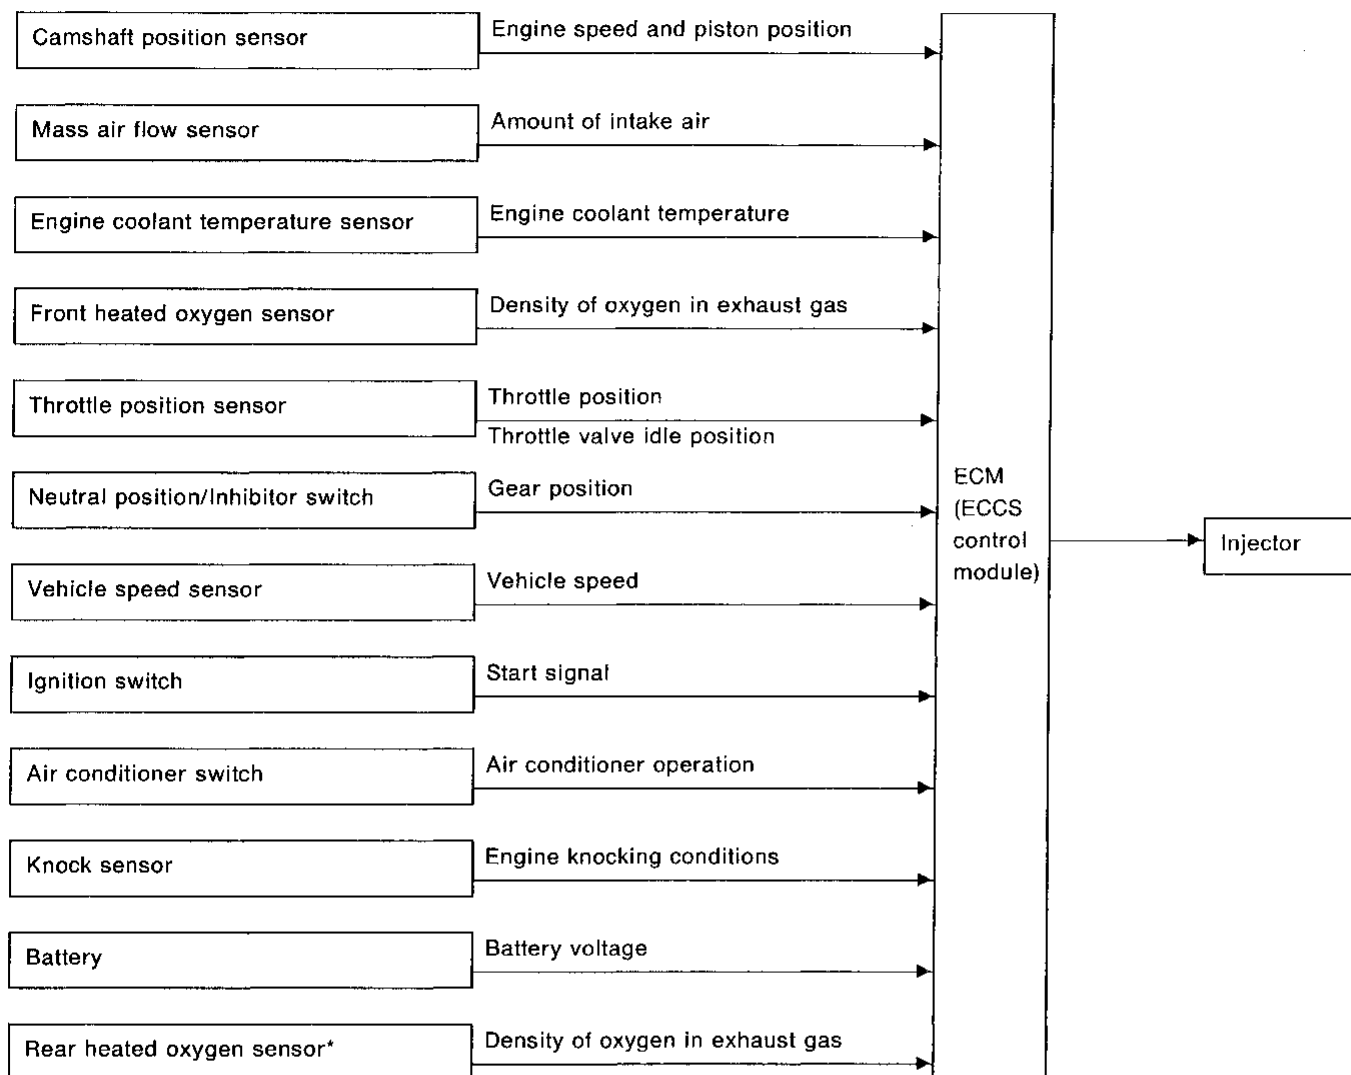 Camshaft position sensor
Engine speed and piston position
Mass air flow sensor
Amount of intake air
Engine coolant temperature sensor
Engine coolant temperature
Front heated oxygen sensor
Density of oxygen in exhaust gas
Throttle position sensor
Throttle position
Throttle valve idle position
Neutral position/Inhibitor switch
Gear position
Vehicle speed sensor
Vehicle speed
Ignition switch
Start signal
Air conditioner switch
Air conditioner operation
Knock sensor
Engine knocking conditions
Battery
Battery voltage
Rear heated oxygen sensor*
Density of oxygen in exhaust gas
ECM
(ECCS
control
module)
Injector